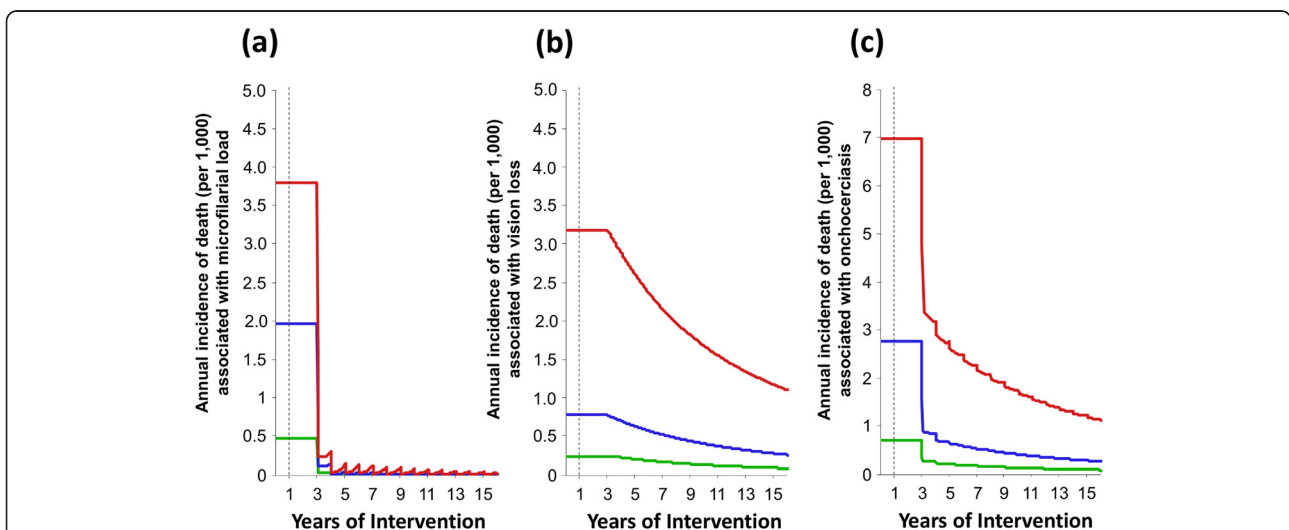 (a)
Annual incidence of death (per 1,000)
associated with microfilarial load
5.0
4.5
4.0
3.5
3.0
2.5
2.0
1.5
1.0
0.5
0
1 3 5 7 9 11 13 15
Years of Intervention
(b)
Annual incidence of death (per 1,000)
associated with vision loss
5.0
4.5
4.0
3.5
3.0
2.5
2.0
1.5
1.0
0.5
0
1 3 5 7 9 11 13 15
Years of Intervention
(c)
Annual incidence of death (per 1,000)
associated with onchocerciasis
8
7
6
5
4
3
2
1
0
1 3 5 7 9 11 13 15
Years of Intervention